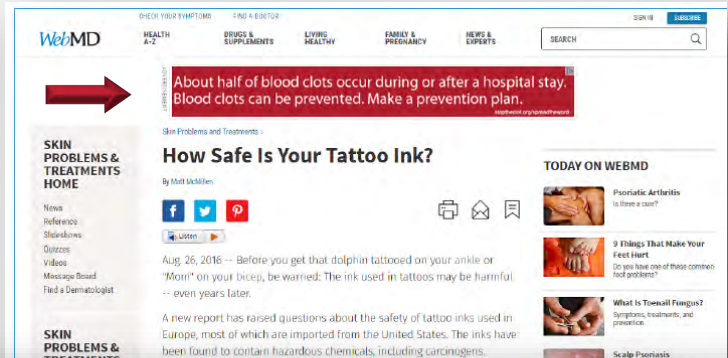 CHECK YOUR SYMPTOMS FIND A DOCTOR
SIGN IN SUBSCRIBE
WebMD
HEALTH A-Z
DRUGS & SUPPLEMENTS
LIVING HEALTHY
FAMILY & PREGNANCY
NEWS & EXPERTS
SEARCH
ADVERTISEMENT
About half of blood clots occur during or after a hospital stay.
Blood clots can be prevented. Make a prevention plan.
stoptheclot.org/spreadtheword
Skin Problems and Treatments
How Safe Is Your Tattoo Ink?
By Matt McMillen
Listen
Aug. 26, 2016 -- Before you get that dolphin tattooed on your ankle or
"Mom" on your bicep, be warned: The ink used in tattoos may be harmful
-- even years later.
A new report has raised questions about the safety of tattoo inks used in
Europe, most of which are imported from the United States. The inks have
been found to contain hazardous chemicals, including carcinogens.
SKIN
PROBLEMS &
TREATMENTS
HOME
News
Reference
Slideshows
Quizzes
Videos
Message Board
Find a Dermatologist
SKIN
PROBLEMS &
TREATMENTS
TODAY ON WEBMD
Psoriatic Arthritis
Is there a cure?
9 Things That Make Your
Feet Hurt
Do you have one of these common
foot problems?
What Is Toenail Fungus?
Symptoms, treatments, and
prevention.
Scalp Psoriasis